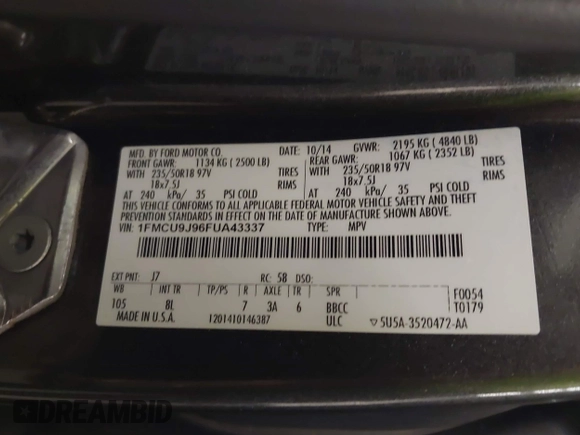 MFD. BY FORD MOTOR CO.
DATE: 10/14 GVWR: 2195 KG ( 4840 LB)
FRONT GAWR: 1134 KG ( 2500 LB) REAR GAWR: 1067 KG ( 2352 LB)
WITH 235/50R18 97V TIRES WITH 235/50R18 97V TIRES
18x7.5J RIMS 18x7.5J RIMS
AT 240 kPa/ 35 PSI COLD AT 240 kPa/ 35 PSI COLD
THIS VEHICLE CONFORMS TO ALL APPLICABLE FEDERAL MOTOR VEHICLE SAFETY AND THEFT
PREVENTION STANDARDS IN EFFECT ON THE DATE OF MANUFACTURE SHOWN ABOVE.
VIN: 1FMCU9J96FUA43337 TYPE: MPV
EXT PNT: J7 RC: 58 DSO:
WB INT TR TP/PS R AXLE TR SPR F0054
105 8L 7 3A 6 BBCC T0179
MADE IN U.S.A. 1201410146387 ULC ▽5U5A-3520472-AA
DREAMBID